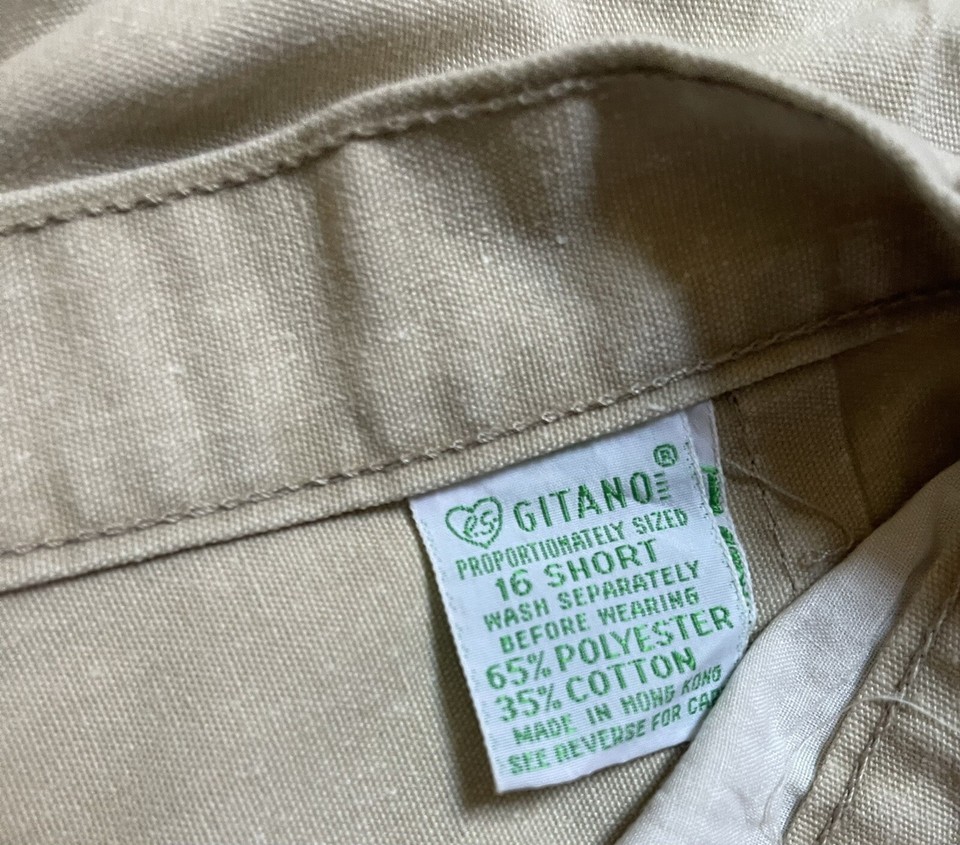 25 GITANO®
PROPORTIONATELY SIZED
16 SHORT
WASH SEPARATELY
BEFORE WEARING
65% POLYESTER
35% COTTON
MADE IN HONG KONG
SEE REVERSE FOR